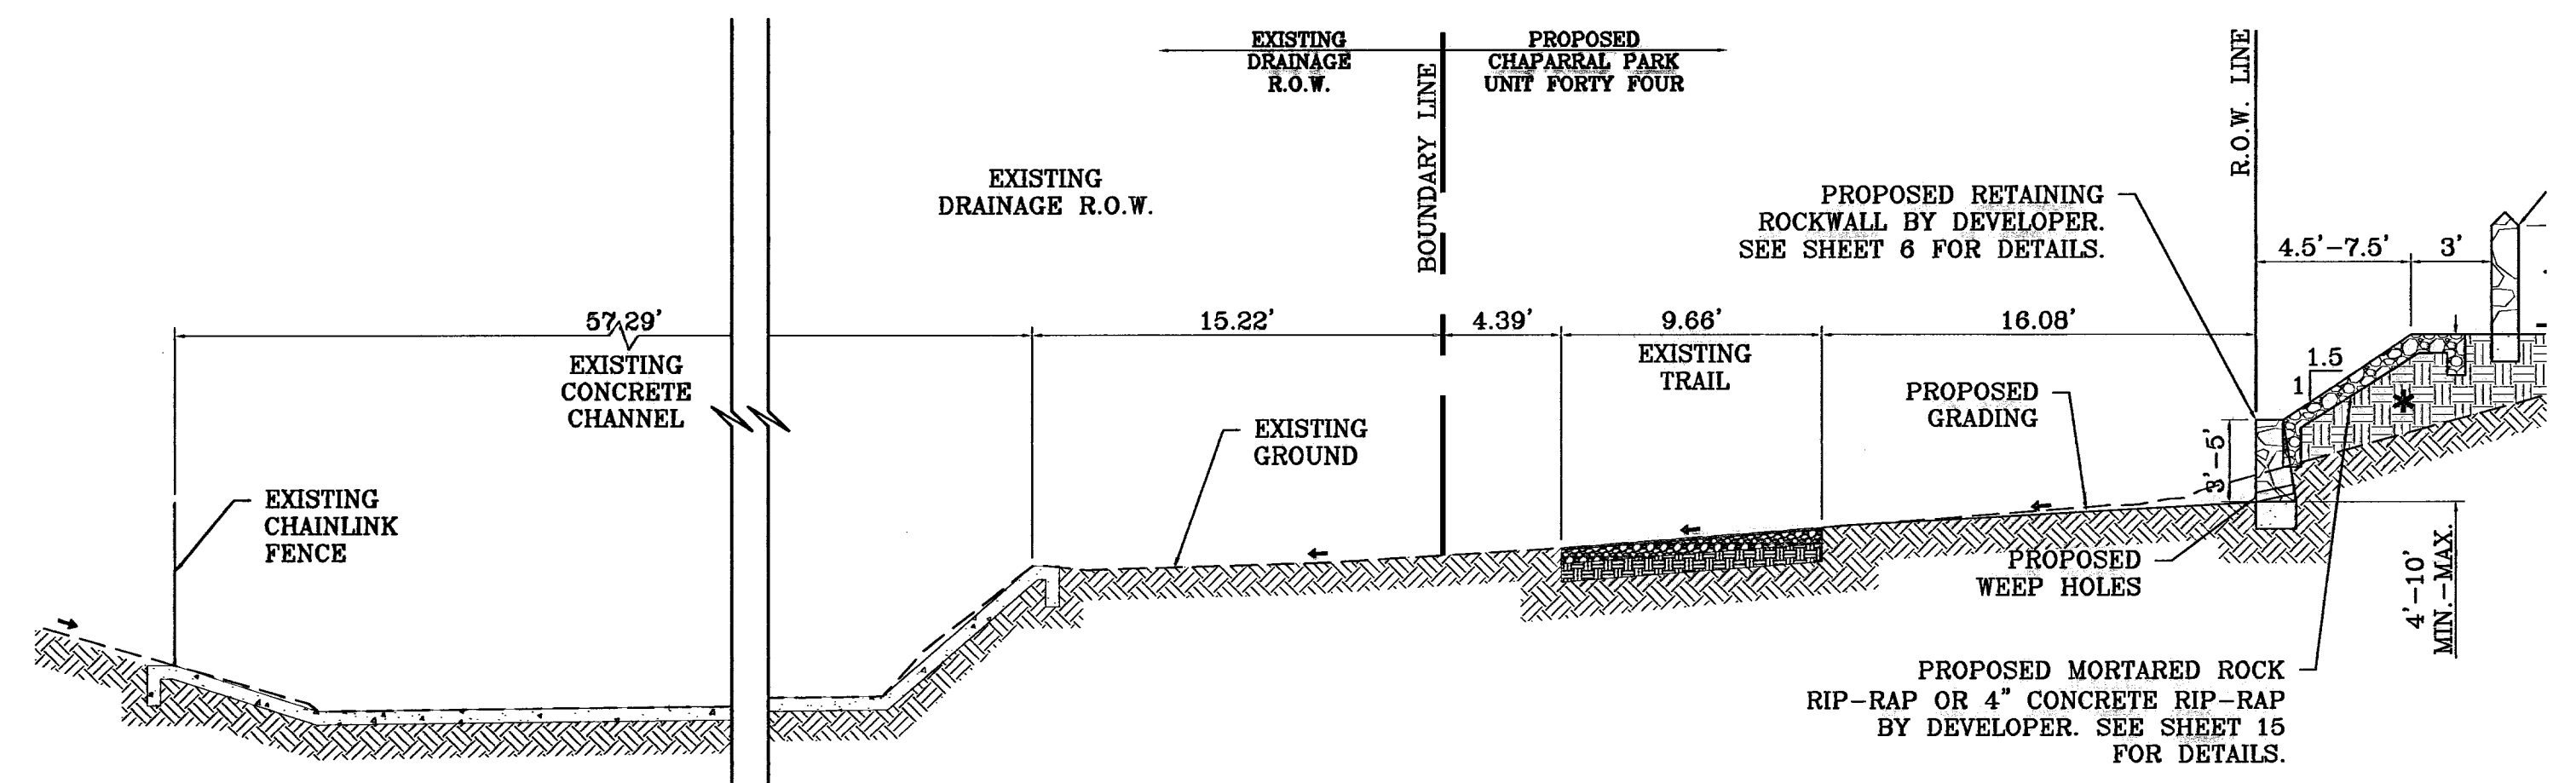 EXISTING
DRAINAGE
R.O.W.
PROPOSED
CHAPARRAL PARK
UNIT FORTY FOUR
BOUNDARY LINE
R.O.W. LINE
EXISTING
DRAINAGE R.O.W.
PROPOSED RETAINING
ROCKWALL BY DEVELOPER.
SEE SHEET 6 FOR DETAILS.
4.5'-7.5'
3'
57.29'
15.22'
4.39'
9.66'
16.08'
EXISTING
CONCRETE
CHANNEL
EXISTING
TRAIL
1.5
1
PROPOSED
GRADING
EXISTING
GROUND
3'-5'
EXISTING
CHAINLINK
FENCE
PROPOSED
WEEP HOLES
4'-10'
MIN.-MAX.
PROPOSED MORTARED ROCK
RIP-RAP OR 4" CONCRETE RIP-RAP
BY DEVELOPER. SEE SHEET 15
FOR DETAILS.